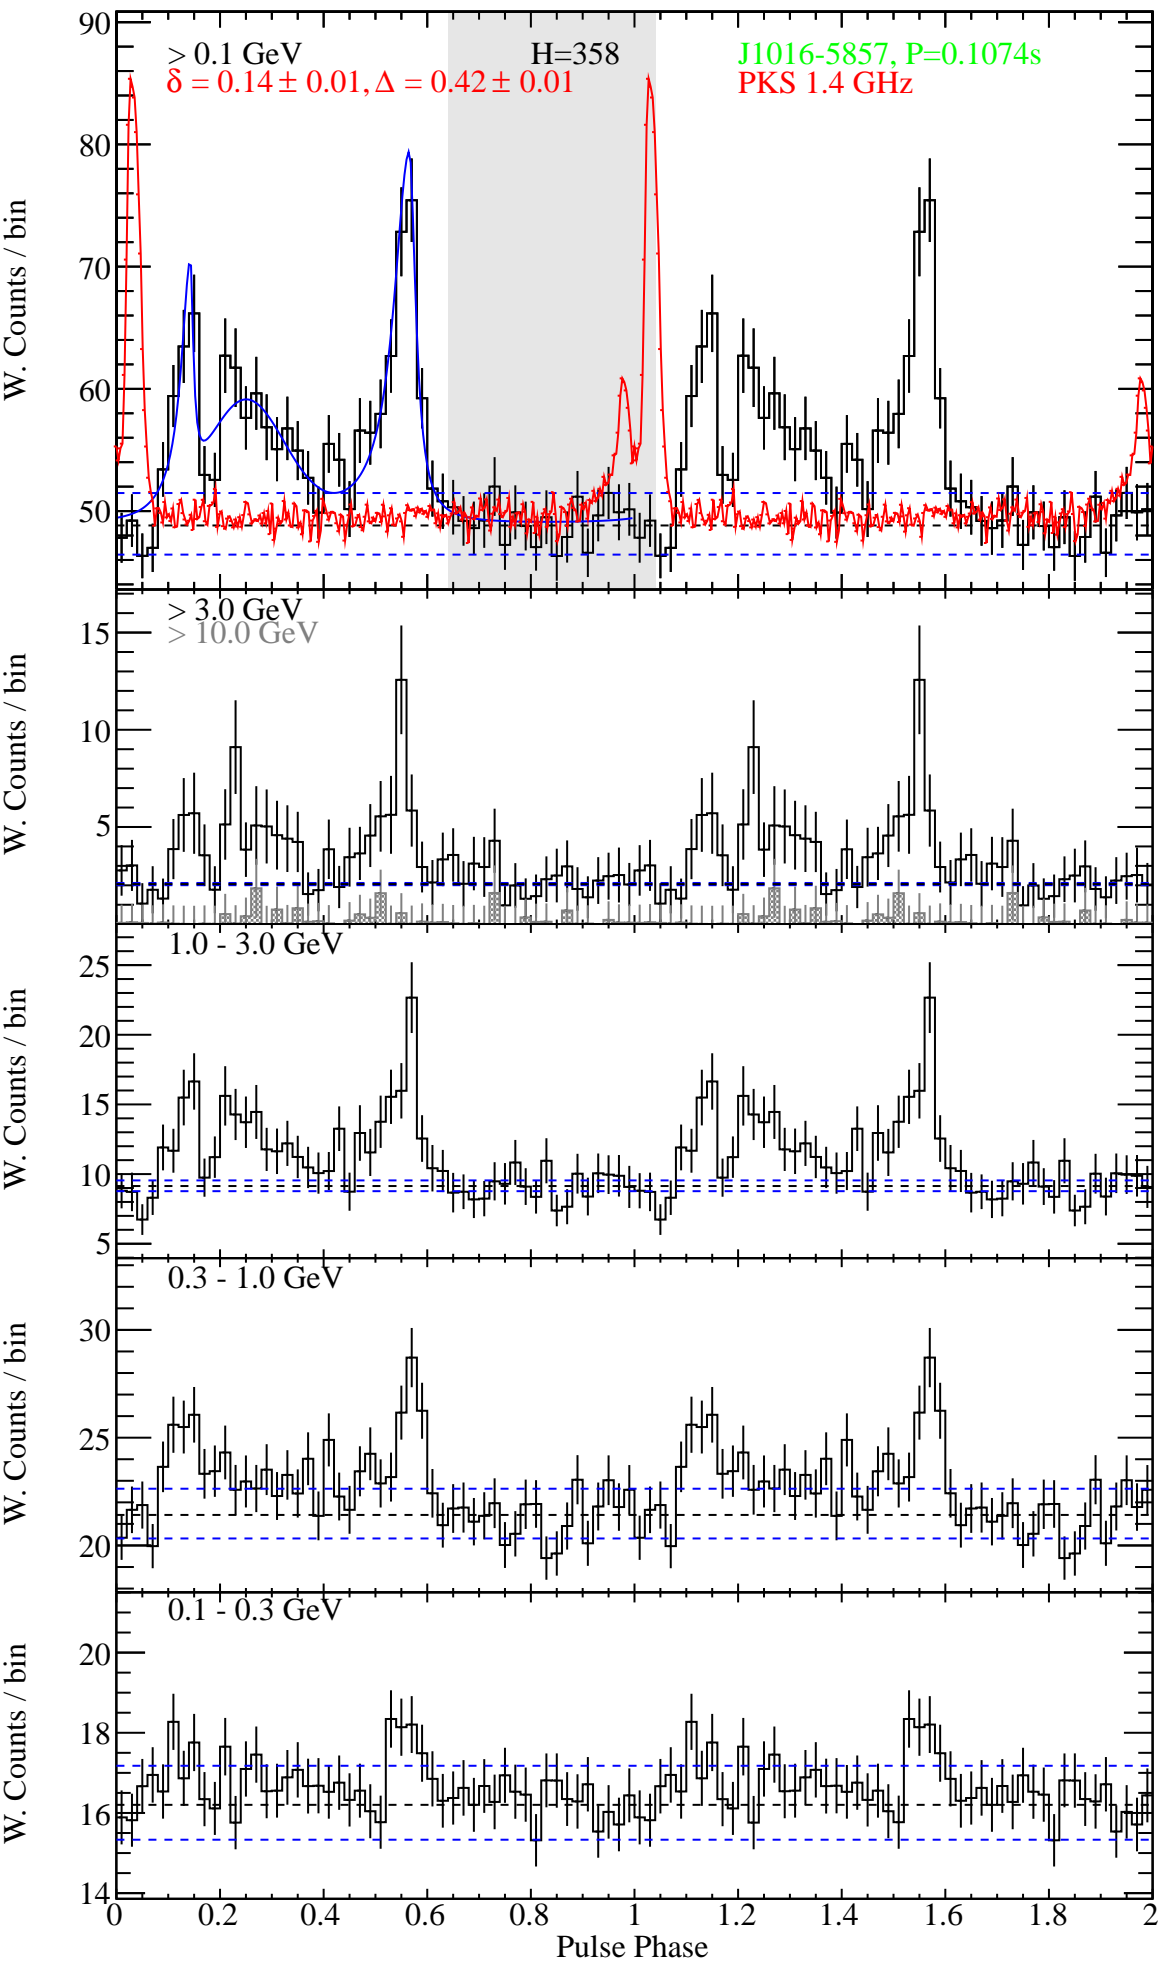 > 0.1 GeV
H=358
J1016-5857, P=0.1074s
δ = 0.14 ± 0.01, Δ = 0.42 ± 0.01
PKS 1.4 GHz
90
80
70
60
50
W. Counts / bin
> 3.0 GeV
> 10.0 GeV
15
10
5
W. Counts / bin
1.0 - 3.0 GeV
25
20
15
10
5
W. Counts / bin
0.3 - 1.0 GeV
30
25
20
W. Counts / bin
0.1 - 0.3 GeV
20
18
16
14
W. Counts / bin
0 0.2 0.4 0.6 0.8 1 1.2 1.4 1.6 1.8 2
Pulse Phase